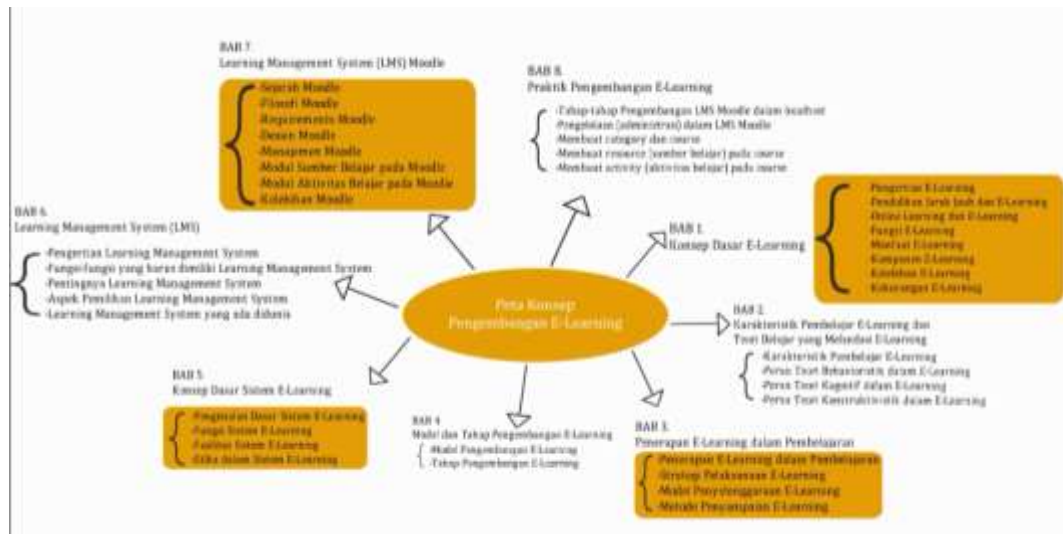 Peta Konsep
Pengembangan E-Learning
BAB 1.
Konsep Dasar E-Learning
-Pengertian E-Learning
-Pendidikan Jarak Jauh dan E-Learning
-Online Learning dan E-Learning
-Fungsi E-Learning
-Manfaat E-Learning
-Komponen E-Learning
-Kelebihan E-Learning
-Kekurangan E-Learning
BAB 2.
Karakteristik Pembelajar E-Learning dan
Teori Belajar yang Melandasi E-Learning
-Karakteristik Pembelajar E-Learning
-Peran Teori Behavioristik dalam E-Learning
-Peran Teori Kognitif dalam E-Learning
-Peran Teori Konstruktivistik dalam E-Learning
BAB 3.
Penerapan E-Learning dalam Pembelajaran
-Penerapan E-Learning dalam Pembelajaran
-Strategi Pelaksanaan E-Learning
-Model Penyelenggaraan E-Learning
-Metode Penyampaian E-Learning
BAB 4
Model dan Tahap Pengembangan E-Learning
-Model Pengembangan E-Learning
-Tahap Pengembangan E-Learning
BAB 5
Konsep Dasar Sistem E-Learning
-Pengenalan Dasar Sistem E-Learning
-Fungsi Sistem E-Learning
Sistem E-Learning
-Etika dalam Sistem E-Learning
BAB 6.
Learning Management System (LMS)
-Pengertian Learning Management System
-Fungsi-fungsi yang harus dimiliki Learning Management System
-Pentingnya Learning Management System
-Aspek Pemilihan Learning Management System
-Learning Management System yang ada didunia
BAB 7.
Learning Management System (LMS) Moodle
-Sejarah Moodle
-Filosofi Moodle
-Requirements Moodle
Moodle
-Manajemen Moodle
-Modul Sumber Belajar pada Moodle
-Modul Aktivitas Belajar pada Moodle
-Kelebihan Moodle
BAB 8.
Praktik Pengembangan E-Learning
-Tahap-tahap Pengembangan LMS Moodle dalam localhost
-Pengelolaan (administrasi) dalam LMS Moodle
-Membuat category dan course
-Membuat resource (sumber belajar) pada course
-Membuat activity (aktivitas belajar) pada course